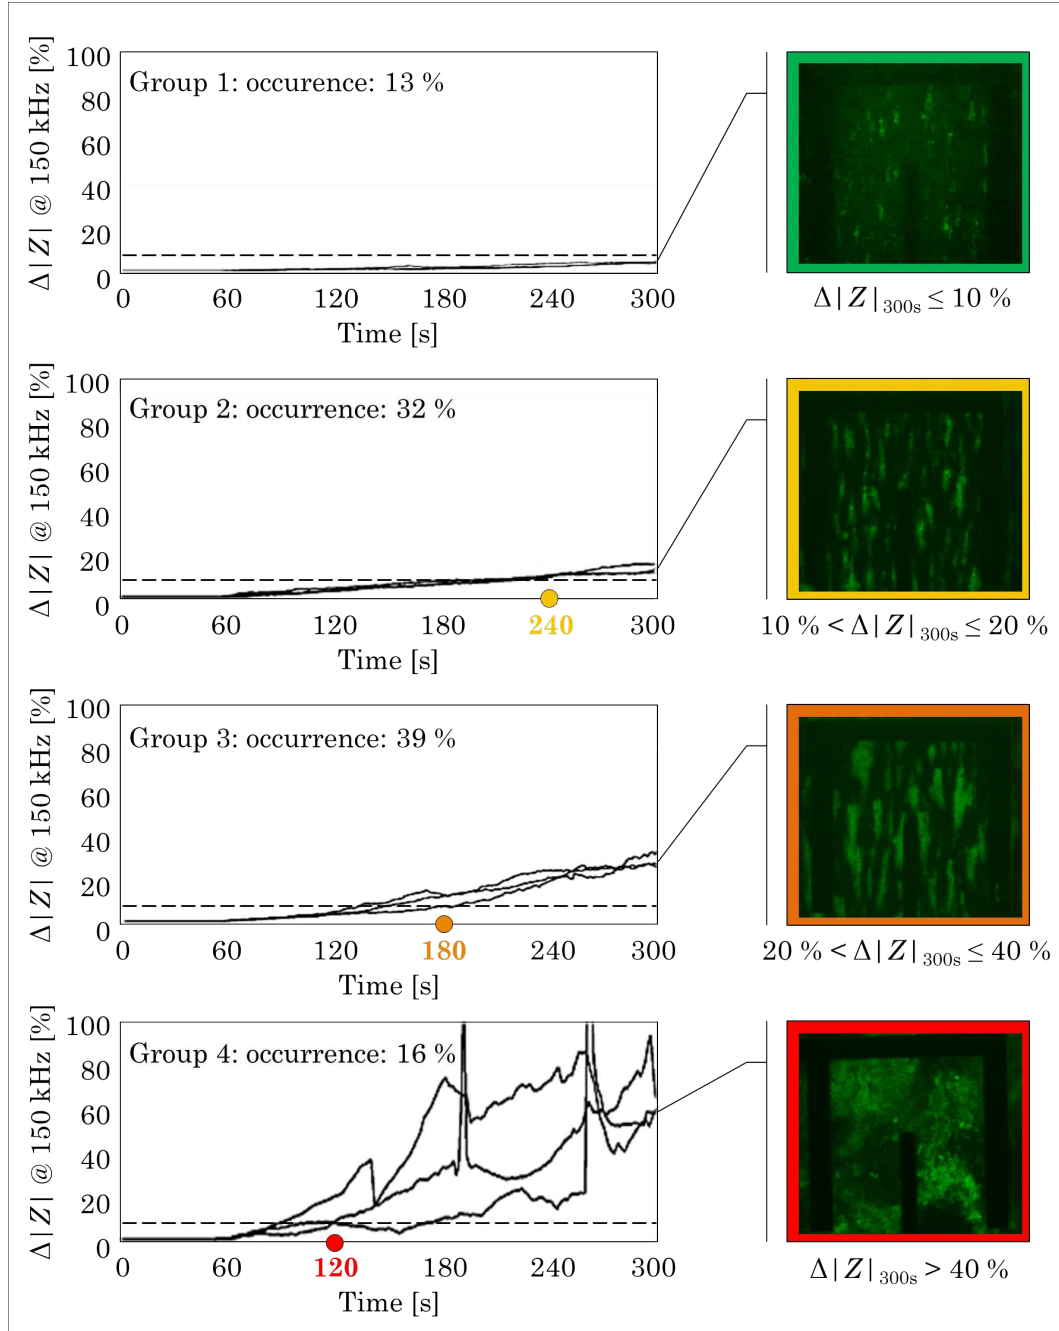 Δ|Z| @ 150 kHz [%]
100
80
60
40
20
0
Group 1: occurence: 13 %
0 60 120 180 240 300
Time [s]
Δ|Z|300s ≤ 10 %
Δ|Z| @ 150 kHz [%]
100
80
60
40
20
0
Group 2: occurrence: 32 %
0 60 120 180 240 300
Time [s]
10 % < Δ|Z|300s ≤ 20 %
Δ|Z| @ 150 kHz [%]
100
80
60
40
20
0
Group 3: occurrence: 39 %
0 60 120 180 240 300
Time [s]
20 % < Δ|Z|300s ≤ 40 %
Δ|Z| @ 150 kHz [%]
100
80
60
40
20
0
Group 4: occurrence: 16 %
0 60 120 180 240 300
Time [s]
Δ|Z|300s > 40 %